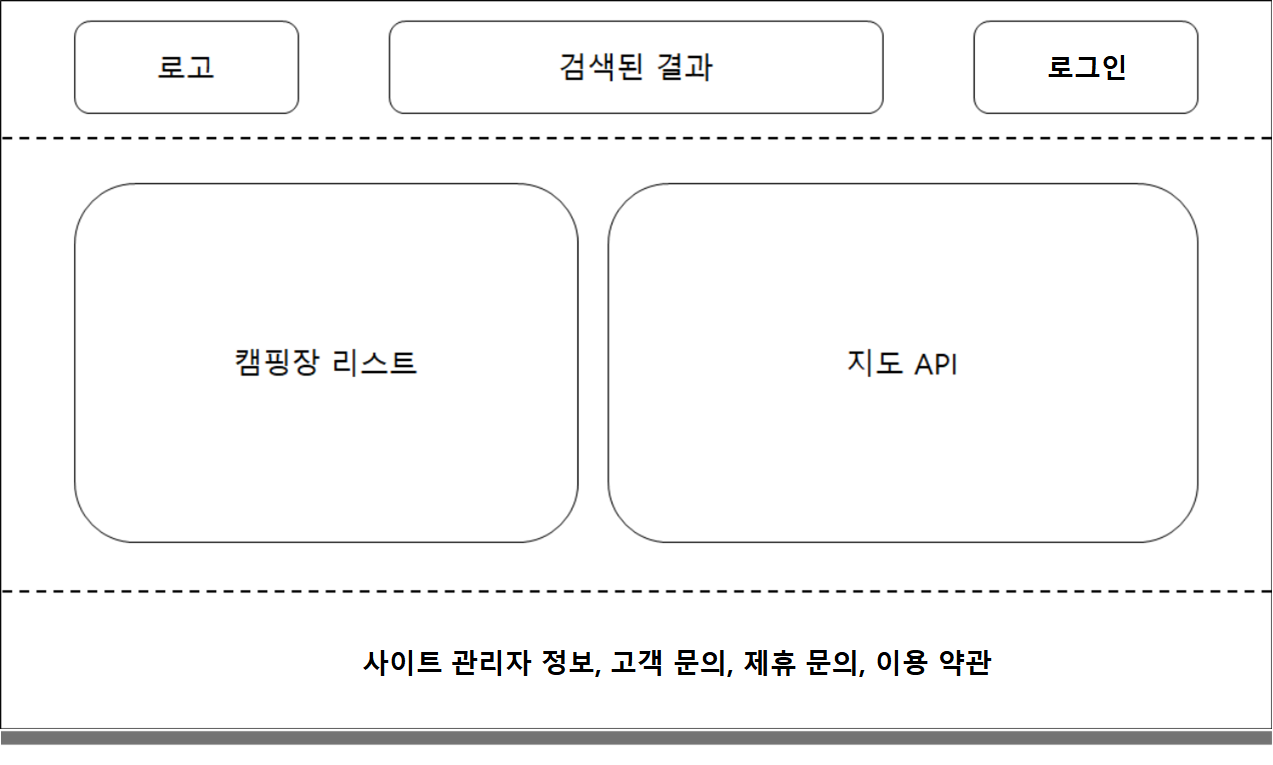 로고
검색된 결과
로그인
캠핑장 리스트
지도 API
사이트 관리자 정보, 고객 문의, 제휴 문의, 이용 약관